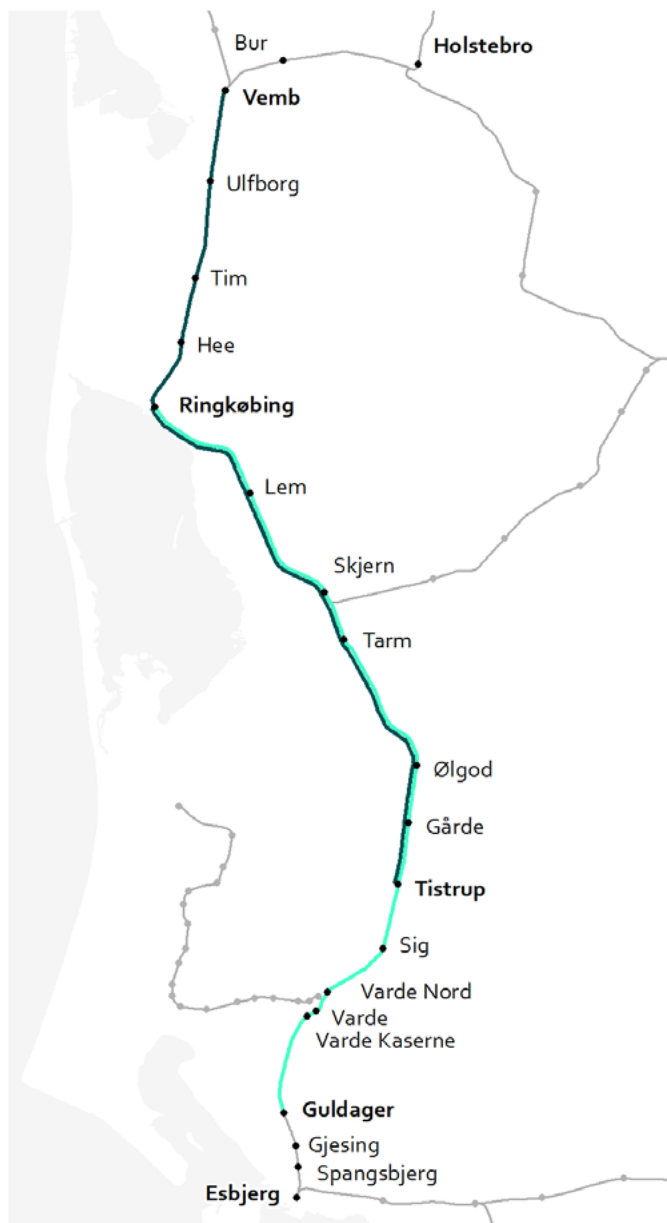 Bur
Holstebro
Vemb
Ulfborg
Tim
Hee
Ringkøbing
Lem
Skjern
Tarm
Ølgod
Gårde
Tistrup
Sig
Varde Nord
Varde
Varde Kaserne
Guldager
Gjesing
Spangsbjerg
Esbjerg